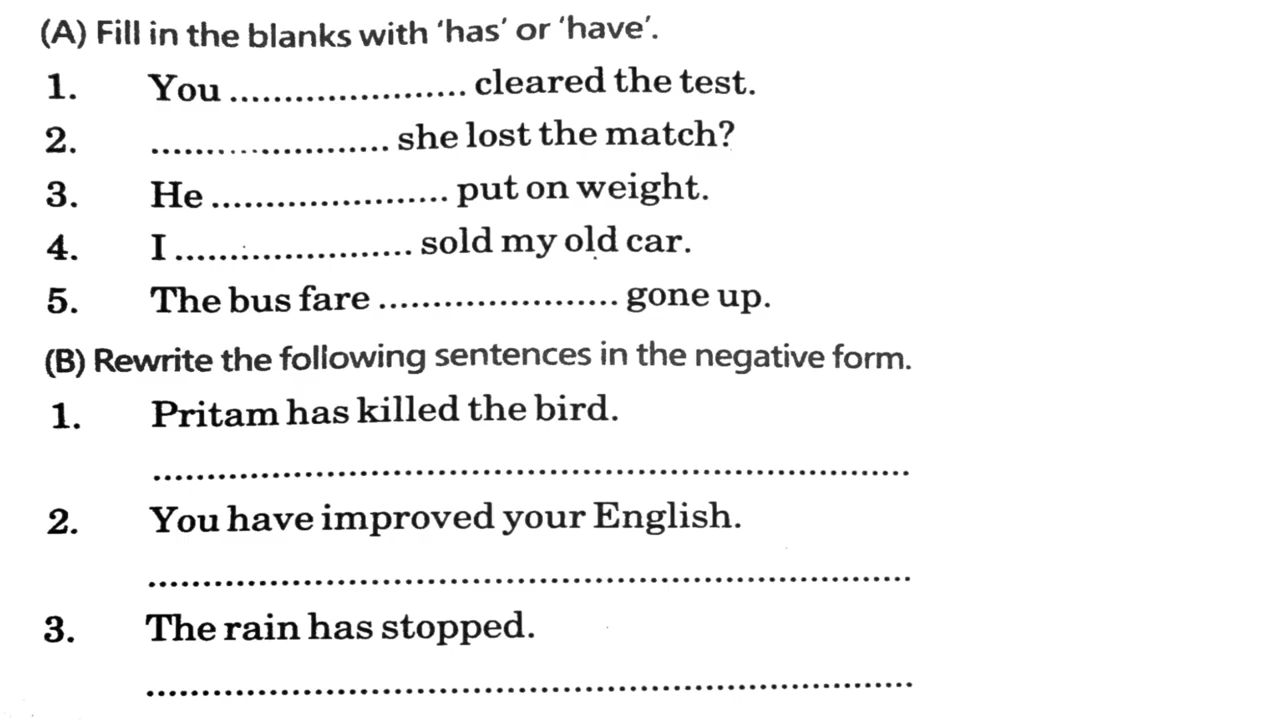 (A) Fill in the blanks with ‘has’ or ‘have’.
1. You ...................... cleared the test.
2. ...................... she lost the match?
3. He ...................... put on weight.
4. I ...................... sold my old car.
5. The bus fare ...................... gone up.
(B) Rewrite the following sentences in the negative form.
1. Pritam has killed the bird.
......................................................................
2. You have improved your English.
......................................................................
3. The rain has stopped.
......................................................................